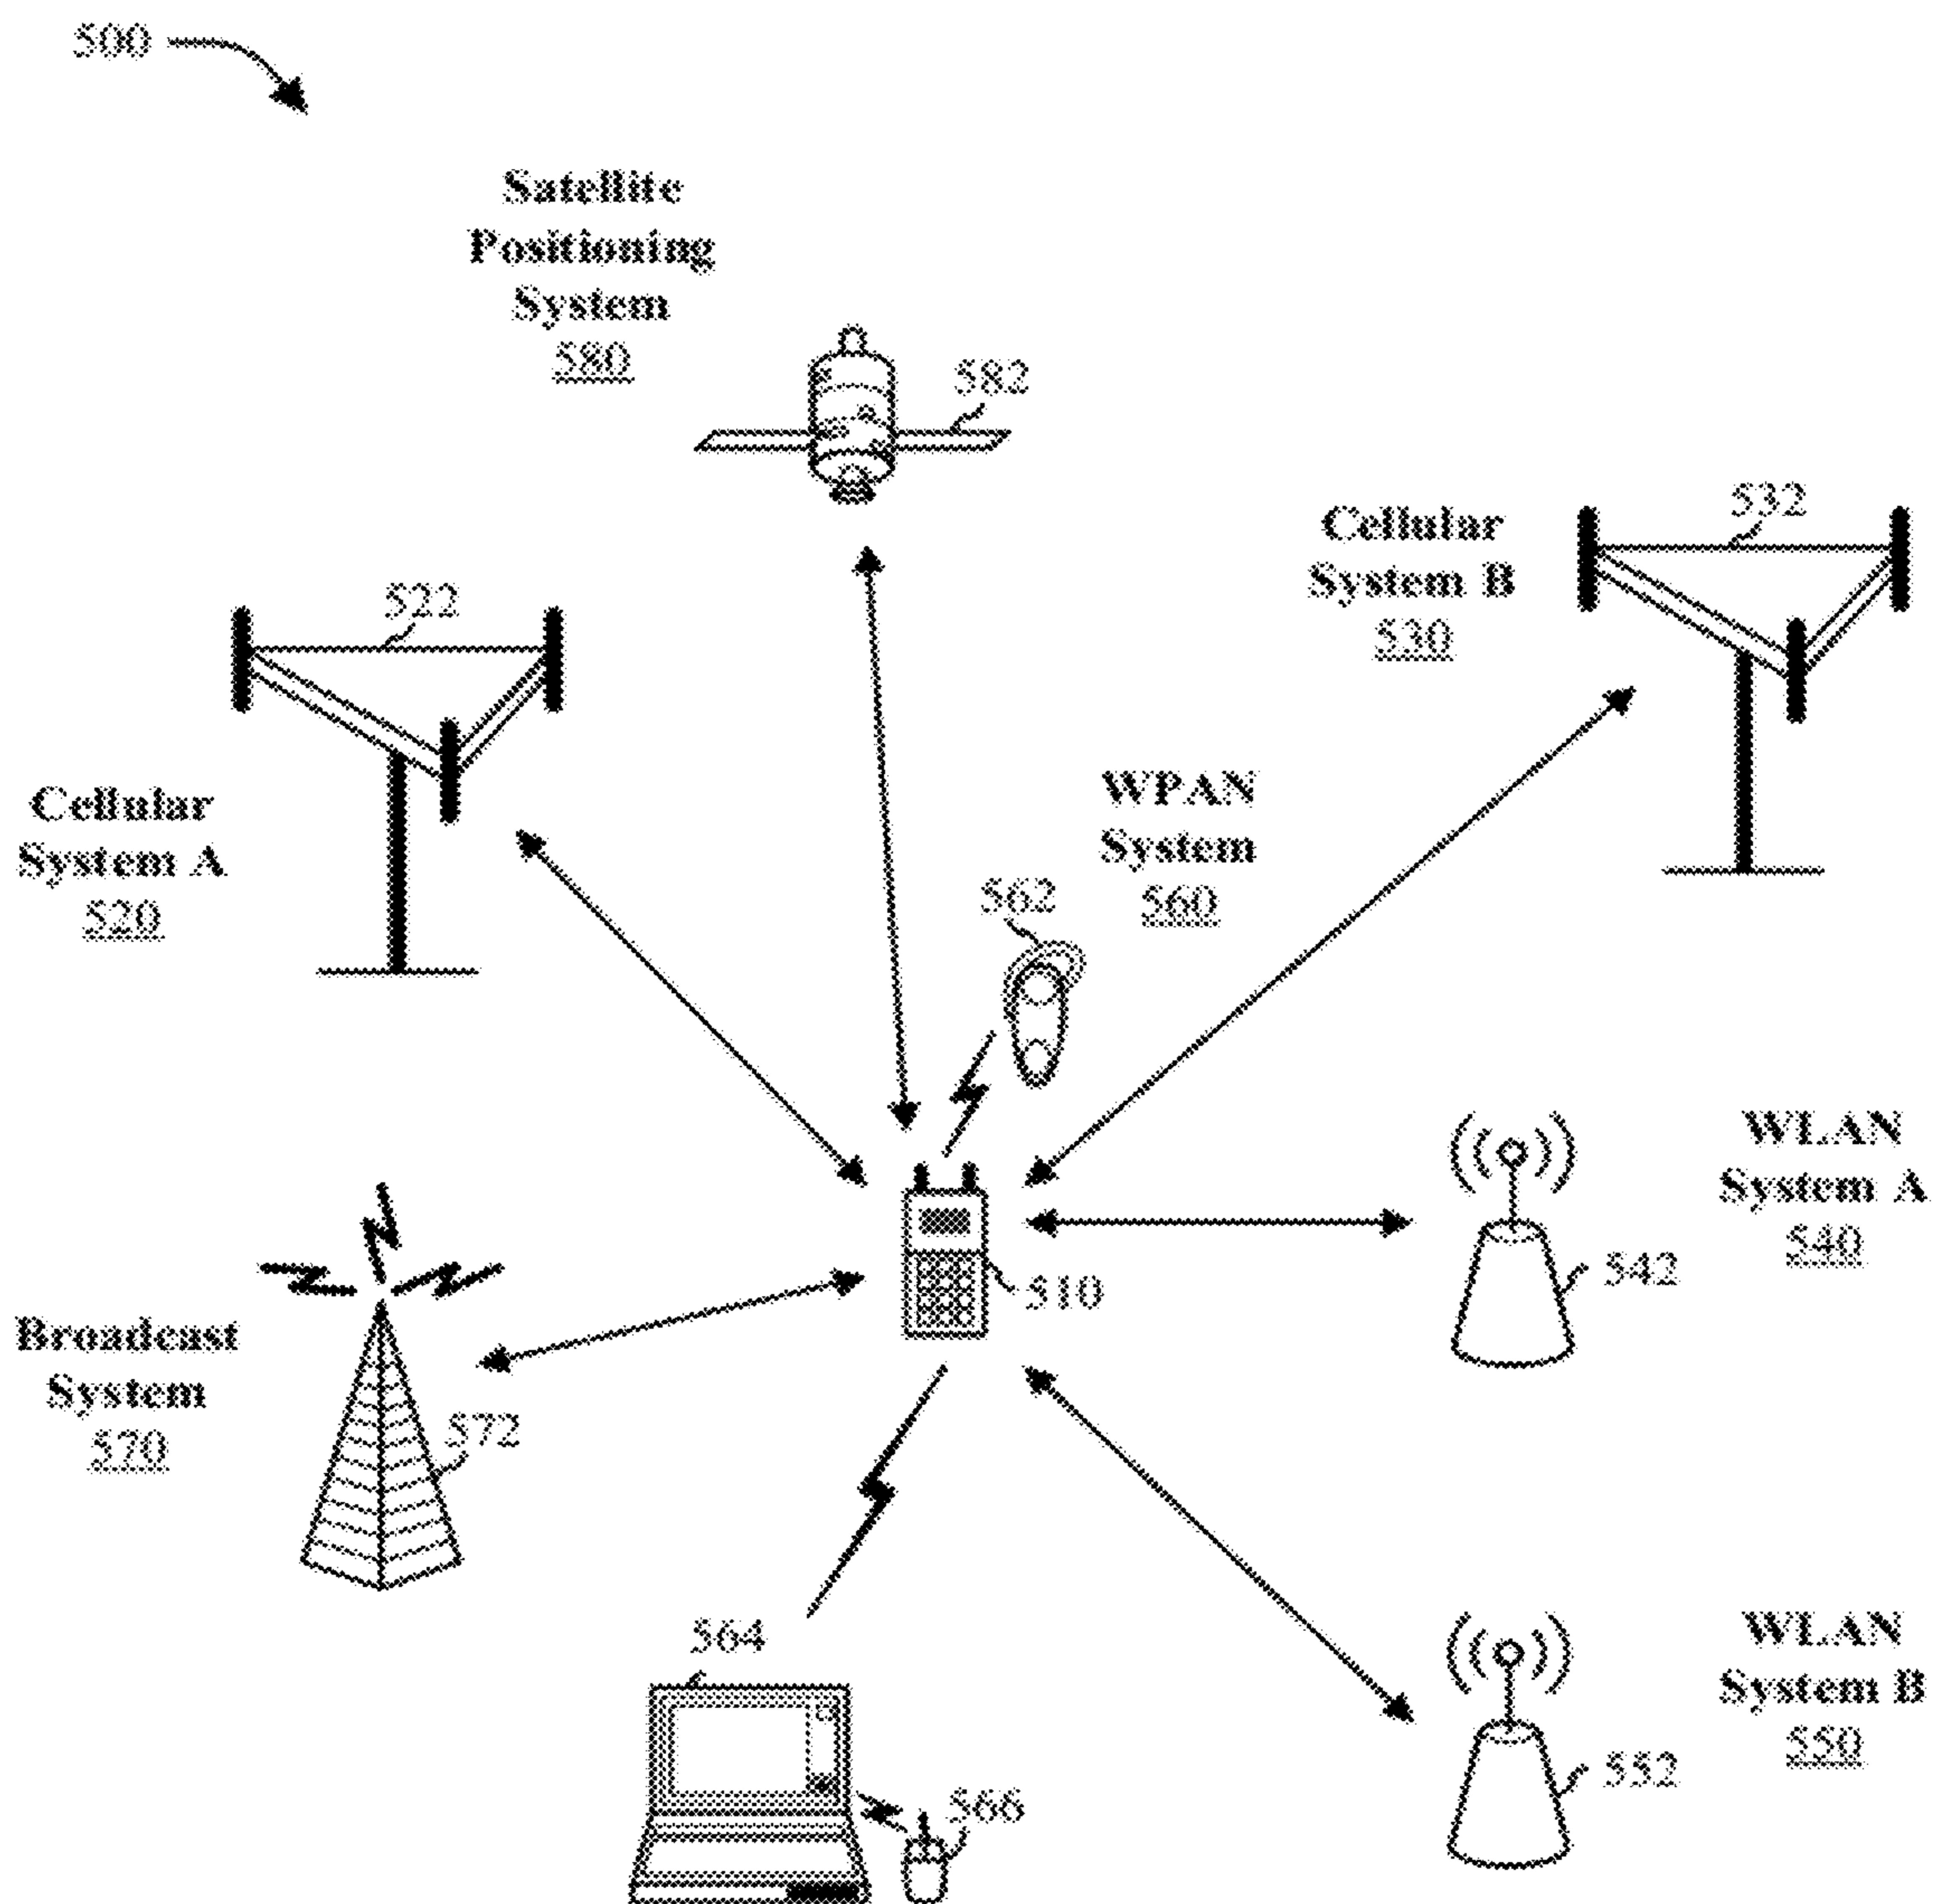 500
Satellite
Positioning
System
580
582
Cellular
System B
530
532
522
Cellular
System A
520
WPAN
System
560
562
WLAN
System A
540
542
510
Broadcast
System
570
572
564
566
WLAN
System B
550
552